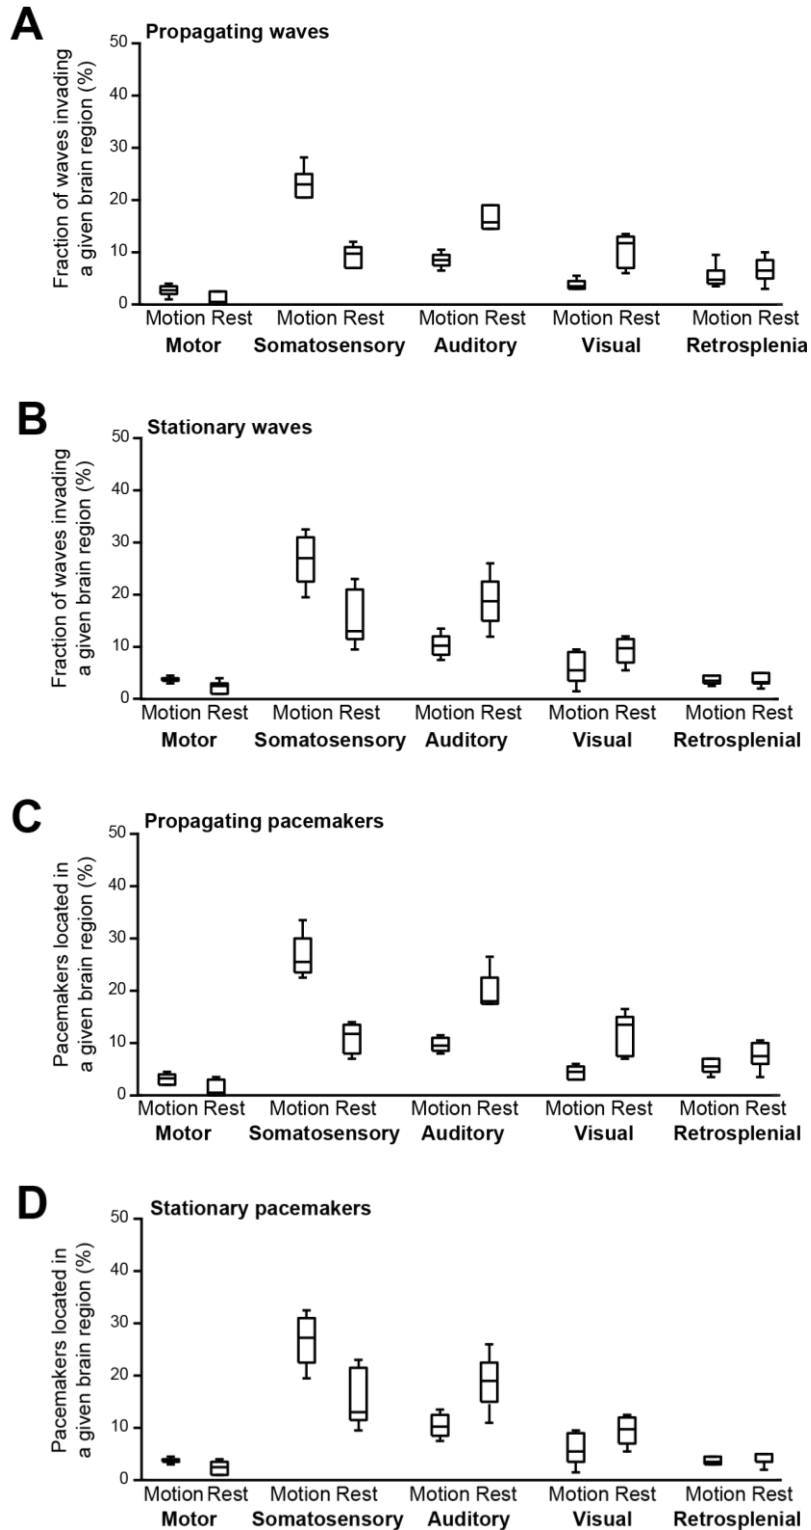 A
Propagating waves
Fraction of waves invading
a given brain region (%)
50
40
30
20
10
0
Motion Rest Motion Rest Motion Rest Motion Rest Motion Rest
Motor Somatosensory Auditory Visual Retrosplenia
B
Stationary waves
Fraction of waves invading
a given brain region (%)
50
40
30
20
10
0
Motion Rest Motion Rest Motion Rest Motion Rest Motion Rest
Motor Somatosensory Auditory Visual Retrosplenial
C
Propagating pacemakers
Pacemakers located in
a given brain region (%)
50
40
30
20
10
0
Motion Rest Motion Rest Motion Rest Motion Rest Motion Rest
Motor Somatosensory Auditory Visual Retrosplenial
D
Stationary pacemakers
Pacemakers located in
a given brain region (%)
50
40
30
20
10
0
Motion Rest Motion Rest Motion Rest Motion Rest Motion Rest
Motor Somatosensory Auditory Visual Retrosplenial